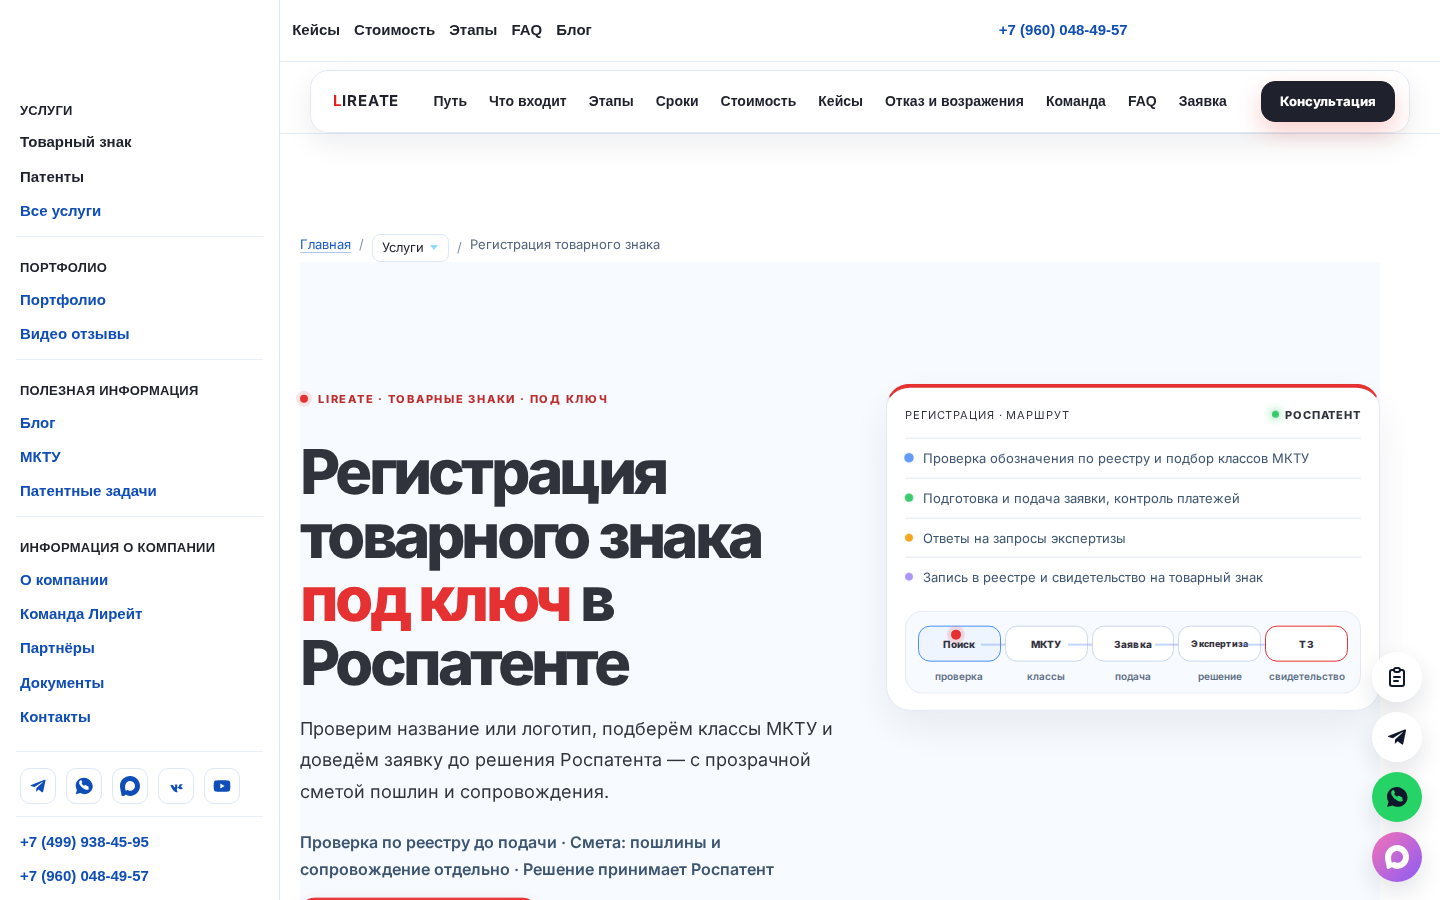 Кейсы Стоимость Этапы FAQ Блог
+7 (960) 048-49-57
LIREATE Путь Что входит Этапы Сроки Стоимость Кейсы Отказ и возражения Команда FAQ Заявка Консультация
УСЛУГИ
Товарный знак
Патенты
Все услуги
ПОРТФОЛИО
Портфолио
Видео отзывы
ПОЛЕЗНАЯ ИНФОРМАЦИЯ
Блог
МКТУ
Патентные задачи
ИНФОРМАЦИЯ О КОМПАНИИ
О компании
Команда Лирейт
Партнёры
Документы
Контакты
+7 (499) 938-45-95
+7 (960) 048-49-57
Главная / Услуги / Регистрация товарного знака
LIREATE · ТОВАРНЫЕ ЗНАКИ · ПОД КЛЮЧ
Регистрация
товарного знака
под ключ в
Роспатенте
Проверим название или логотип, подберём классы МКТУ и
доведём заявку до решения Роспатента — с прозрачной
сметой пошлин и сопровождения.
Проверка по реестру до подачи · Смета: пошлины и
сопровождение отдельно · Решение принимает Роспатент
РЕГИСТРАЦИЯ · МАРШРУТ
РОСПАТЕНТ
Проверка обозначения по реестру и подбор классов МКТУ
Подготовка и подача заявки, контроль платежей
Ответы на запросы экспертизы
Запись в реестре и свидетельство на товарный знак
Поиск МКТУ Заявка Экспертиза ТЗ
проверка классы подача решение свидетельство